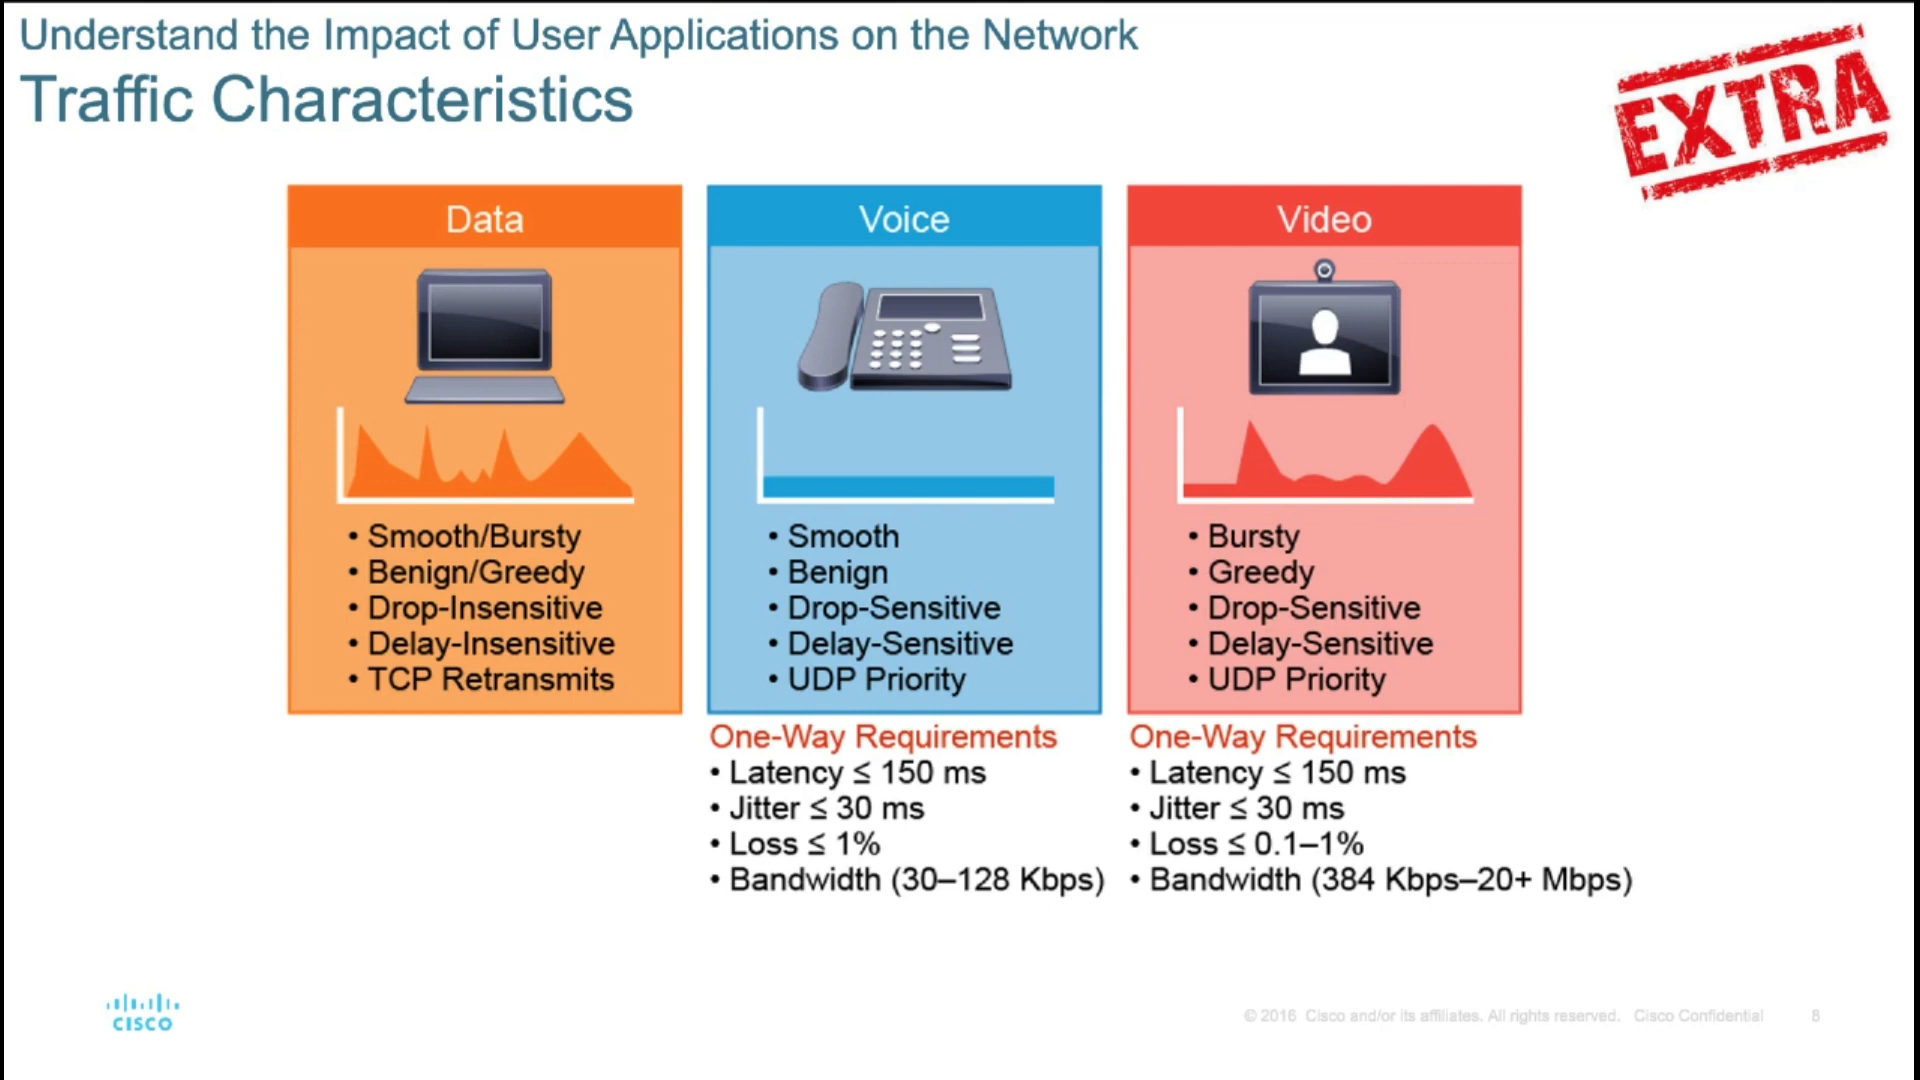 Understand the Impact of User Applications on the Network
Traffic Characteristics
EXTRA
Data
• Smooth/Bursty
• Benign/Greedy
• Drop-Insensitive
• Delay-Insensitive
• TCP Retransmits
Voice
• Smooth
• Benign
• Drop-Sensitive
• Delay-Sensitive
• UDP Priority
One-Way Requirements
• Latency ≤ 150 ms
• Jitter ≤ 30 ms
• Loss ≤ 1%
• Bandwidth (30–128 Kbps)
Video
• Bursty
• Greedy
• Drop-Sensitive
• Delay-Sensitive
• UDP Priority
One-Way Requirements
• Latency ≤ 150 ms
• Jitter ≤ 30 ms
• Loss ≤ 0.1–1%
• Bandwidth (384 Kbps–20+ Mbps)
CISCO
© 2016 Cisco and/or its affiliates. All rights reserved. Cisco Confidential